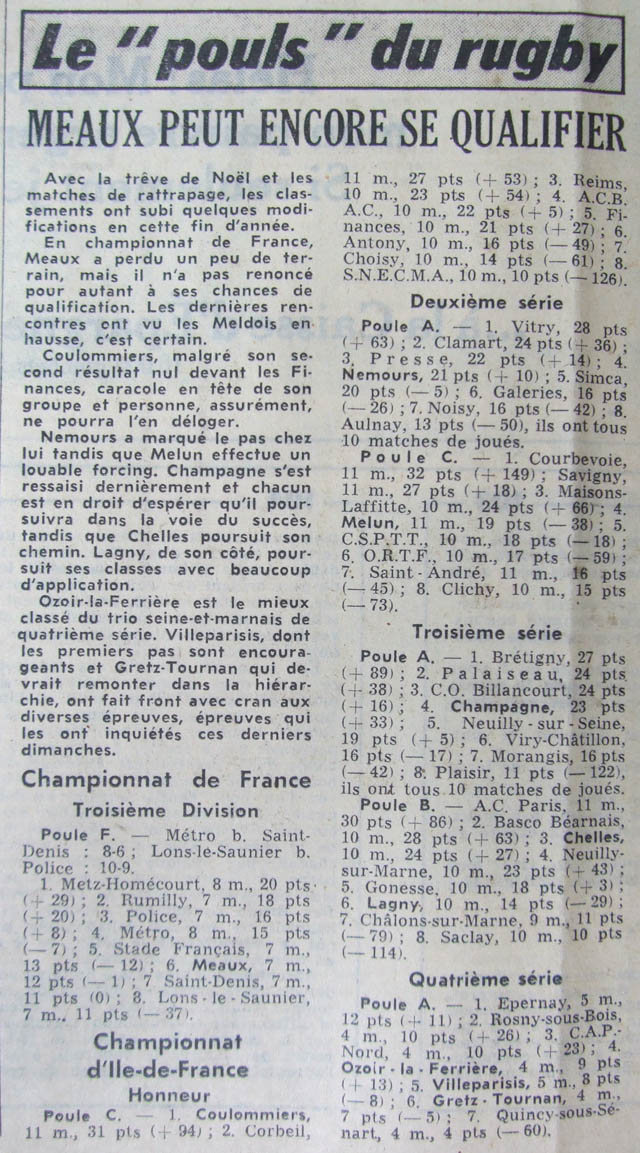 Le "pouls" du rugby
MEAUX PEUT ENCORE SE QUALIFIER
Avec la trêve de Noël et les
matches de rattrapage, les clas-
sements ont subi quelques modi-
fications en cette fin d'année.
En championnat de France,
Meaux a perdu un peu de ter-
rain, mais il n'a pas renoncé
pour autant à ses chances de
qualification. Les dernières ren-
contres ont vu les Meldois en
hausse, c'est certain.
Coulommiers, malgré son se-
cond résultat nul devant les Fi-
nances, caracole en tête de son
groupe et personne, assurément,
ne pourra l'en déloger.
Nemours a marqué le pas chez
lui tandis que Melun effectue un
louable forcing. Champagne s'est
ressaisi dernièrement et chacun
est en droit d'espérer qu'il pour-
suivra dans la voie du succès,
tandis que Chelles poursuit son
chemin. Lagny, de son côté, pour-
suit ses classes avec beaucoup
d'application.
Ozoir-la-Ferrière est le mieux
classé du trio seine-et-marnais de
quatrième série. Villeparisis, dont
les premiers pas sont encoura-
geants et Gretz-Tournan qui de-
vrait remonter dans la hiérar-
chie, ont fait front avec cran aux
diverses épreuves, épreuves qui
les ont inquiétés ces derniers
dimanches.
Championnat de France
Troisième Division
Poule F. — Métro b. Saint-
Denis : 8-6 ; Lons-le-Saunier b.
Police : 10-9.
1. Metz-Homécourt, 8 m., 20 pts
(+ 29) ; 2. Rumilly, 7 m., 18 pts
(+ 20) ; 3. Police, 7 m., 16 pts
(+ 8) ; 4. Métro, 8 m., 15 pts
(— 7) ; 5. Stade Français, 7 m.,
13 pts (— 12) ; 6. Meaux, 7 m.,
12 pts (— 1) ; 7 Saint-Denis, 7 m.,
11 pts (0) ; 8. Lons-le-Saunier,
7 m., 11 pts (— 37).
Championnat
d'Ile-de-France
Honneur
Poule C. — 1. Coulommiers,
11 m., 31 pts (+ 94) ; 2. Corbeil,
11 m., 27 pts (+ 53) ; 3. Reims,
10 m., 23 pts (+ 54) ; 4. A.C.B.
A.C., 10 m., 22 pts (+ 5) ; 5. Fi-
nances, 10 m., 21 pts (+ 27) ; 6.
Antony, 10 m., 16 pts (— 49) ; 7.
Choisy, 10 m., 14 pts (— 61) ; 8.
S.N.E.C.M.A., 10 m., 10 pts (— 126).
Deuxième série
Poule A. — 1. Vitry, 28 pts
(+ 63) ; 2. Clamart, 24 pts (+ 36) ;
3. Presse, 22 pts (+ 14) ; 4.
Nemours, 21 pts (+ 10) ; 5. Simca,
20 pts (— 5) ; 6. Galeries, 16 pts
(— 26) ; 7. Noisy, 16 pts (— 42) ; 8.
Aulnay, 13 pts (— 50), ils ont tous
10 matches de joués.
Poule C. — 1. Courbevoie,
11 m., 32 pts (+ 149) ; Savigny,
11 m., 27 pts (+ 18) ; 3. Maisons-
Laffitte, 10 m., 24 pts (+ 66) ; 4.
Melun, 11 m., 19 pts (— 38) ; 5.
C.S.P.T.T., 10 m., 18 pts (— 18) ;
6. O.R.T.F., 10 m., 17 pts (— 59) ;
7. Saint-André, 11 m., 16 pts
(— 45) ; 8. Clichy, 10 m., 15 pts
(— 73).
Troisième série
Poule A. — 1. Brétigny, 27 pts
(+ 89) ; 2. Palaiseau, 24 pts
(+ 38) ; 3. C.O. Billancourt, 24 pts
(+ 16) ; 4. Champagne, 23 pts
(+ 33) ; 5. Neuilly-sur-Seine,
19 pts (+ 5) ; 6. Viry-Châtillon,
16 pts (— 17) ; 7. Morangis, 16 pts
(— 42) ; 8. Plaisir, 11 pts (— 122),
ils ont tous 10 matches de joués.
Poule B. — A.C. Paris, 11 m.,
30 pts (+ 86) ; 2. Basco Béarnais,
10 m., 28 pts (+ 63) ; 3. Chelles,
10 m., 24 pts (+ 27) ; 4. Neuilly-
sur-Marne, 10 m., 23 pts (+ 43) ;
5. Gonesse, 10 m., 18 pts (+ 3) ;
6. Lagny, 10 m., 14 pts (— 29) ;
7. Châlons-sur-Marne, 9 m., 11 pts
(— 79) ; 8. Saclay, 10 m., 10 pts
(— 114).
Quatrième série
Poule A. — 1. Epernay, 5 m.,
12 pts (+ 11) ; 2. Rosny-sous-Bois,
4 m., 10 pts (+ 26) ; 3. C.A.P.-
Nord, 4 m., 10 pts (+ 23) ; 4.
Ozoir-la-Ferrière, 4 m., 9 pts
(+ 13) ; 5. Villeparisis, 5 m., 8 pts
(— 8) ; 6. Gretz-Tournan, 4 m.,
7 pts (— 5) ; 7. Quincy-sous-Sé-
nart, 4 m., 4 pts (— 60).